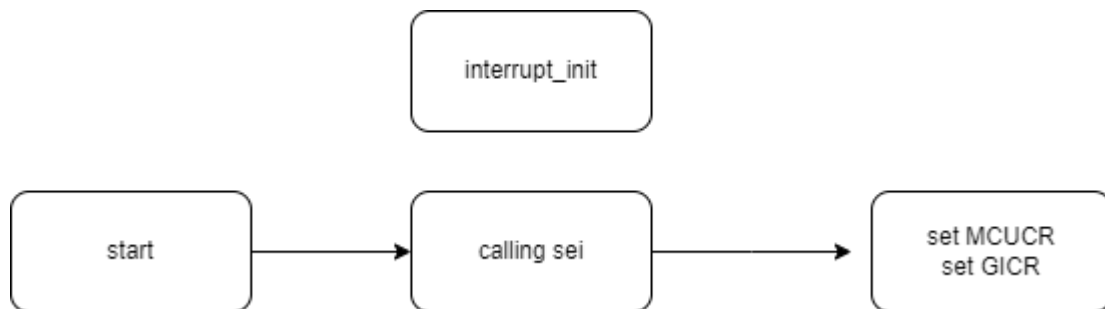 interrupt_init
start
calling sei
set MCUCR
set GICR